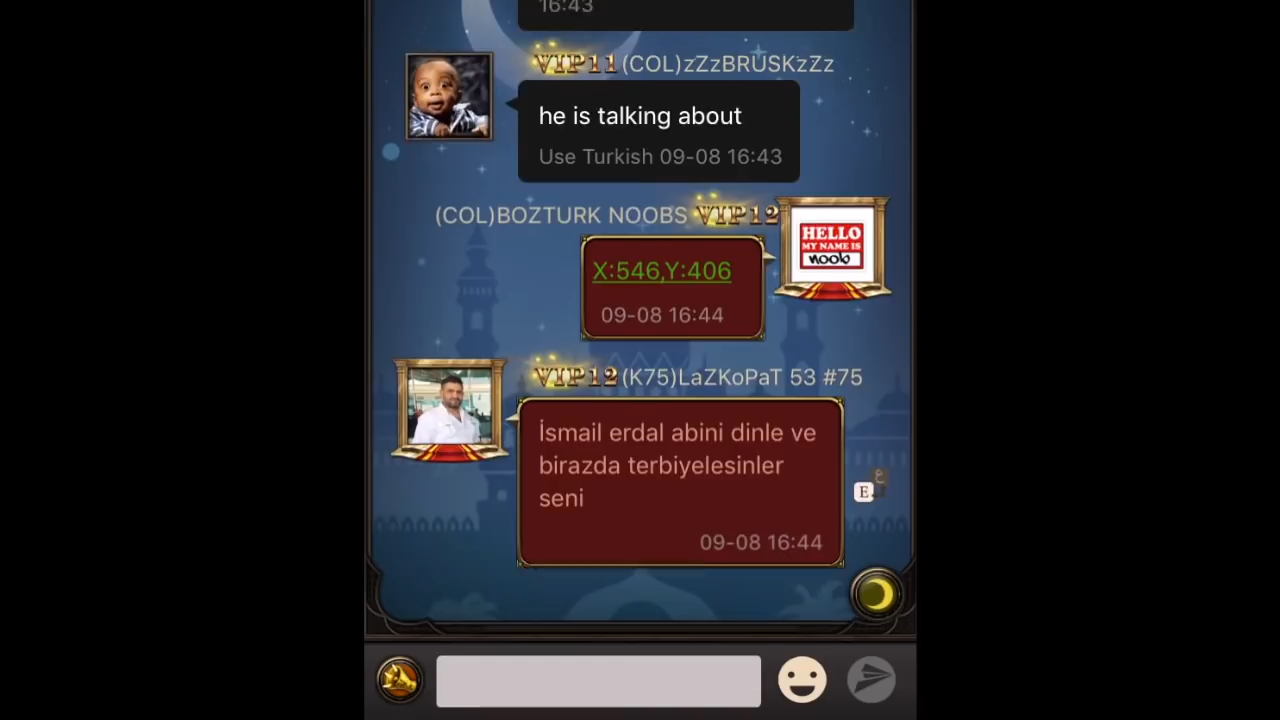 16:43
VIP11(COL)zZzBRUSKzZz
he is talking about
Use Turkish 09-08 16:43
(COL)BOZTURK NOOBS VIP12
HELLO
MY NAME IS
noob
X:546,Y:406
09-08 16:44
VIP12(K75)LaZKoPaT 53 #75
İsmail erdal abini dinle ve
birazda terbiyelesinler
seni
E
ع
09-08 16:44